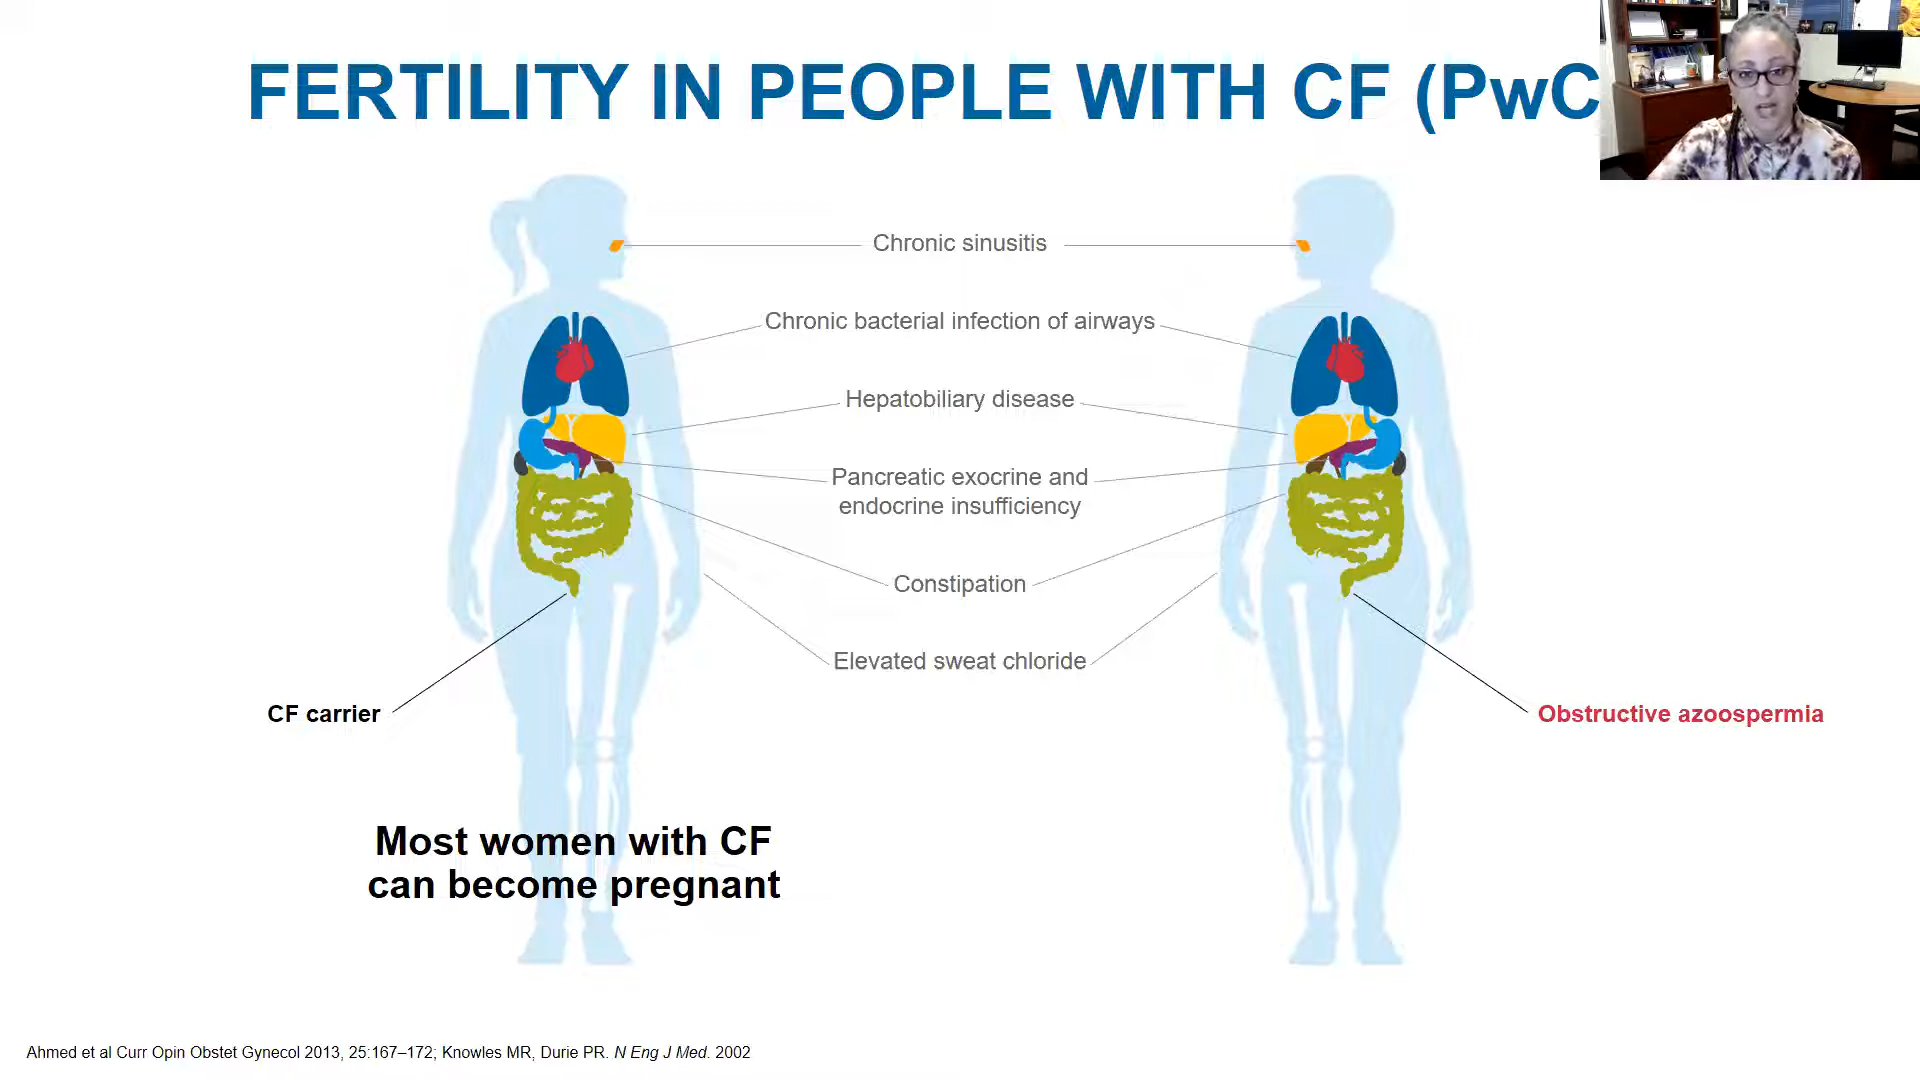 FERTILITY IN PEOPLE WITH CF (PwC
Chronic sinusitis
Chronic bacterial infection of airways
Hepatobiliary disease
Pancreatic exocrine and
endocrine insufficiency
Constipation
Elevated sweat chloride
CF carrier
Obstructive azoospermia
Most women with CF
can become pregnant
Ahmed et al Curr Opin Obstet Gynecol 2013, 25:167–172; Knowles MR, Durie PR. N Eng J Med. 2002